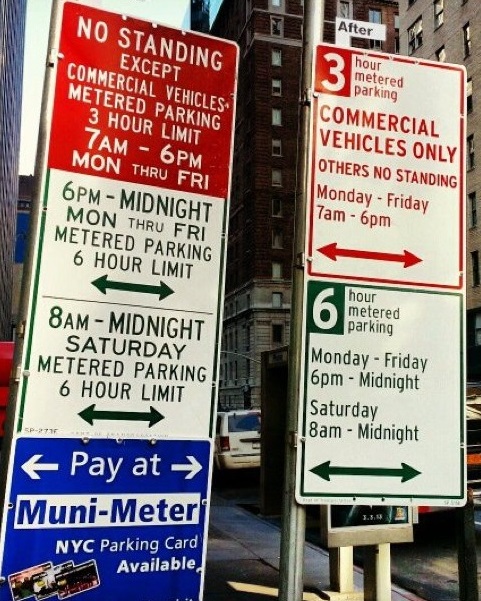 NO STANDING
EXCEPT
COMMERCIAL VEHICLES
METERED PARKING
3 HOUR LIMIT
7AM - 6PM
MON THRU FRI
6PM - MIDNIGHT
MON THRU FRI
METERED PARKING
6 HOUR LIMIT
8AM - MIDNIGHT
SATURDAY
METERED PARKING
6 HOUR LIMIT
Pay at
Muni-Meter
NYC Parking Card
Available
After
3 hour
metered
parking
COMMERCIAL
VEHICLES ONLY
OTHERS NO STANDING
Monday - Friday
7am - 6pm
6 hour
metered
parking
Monday - Friday
6pm - Midnight
Saturday
8am - Midnight